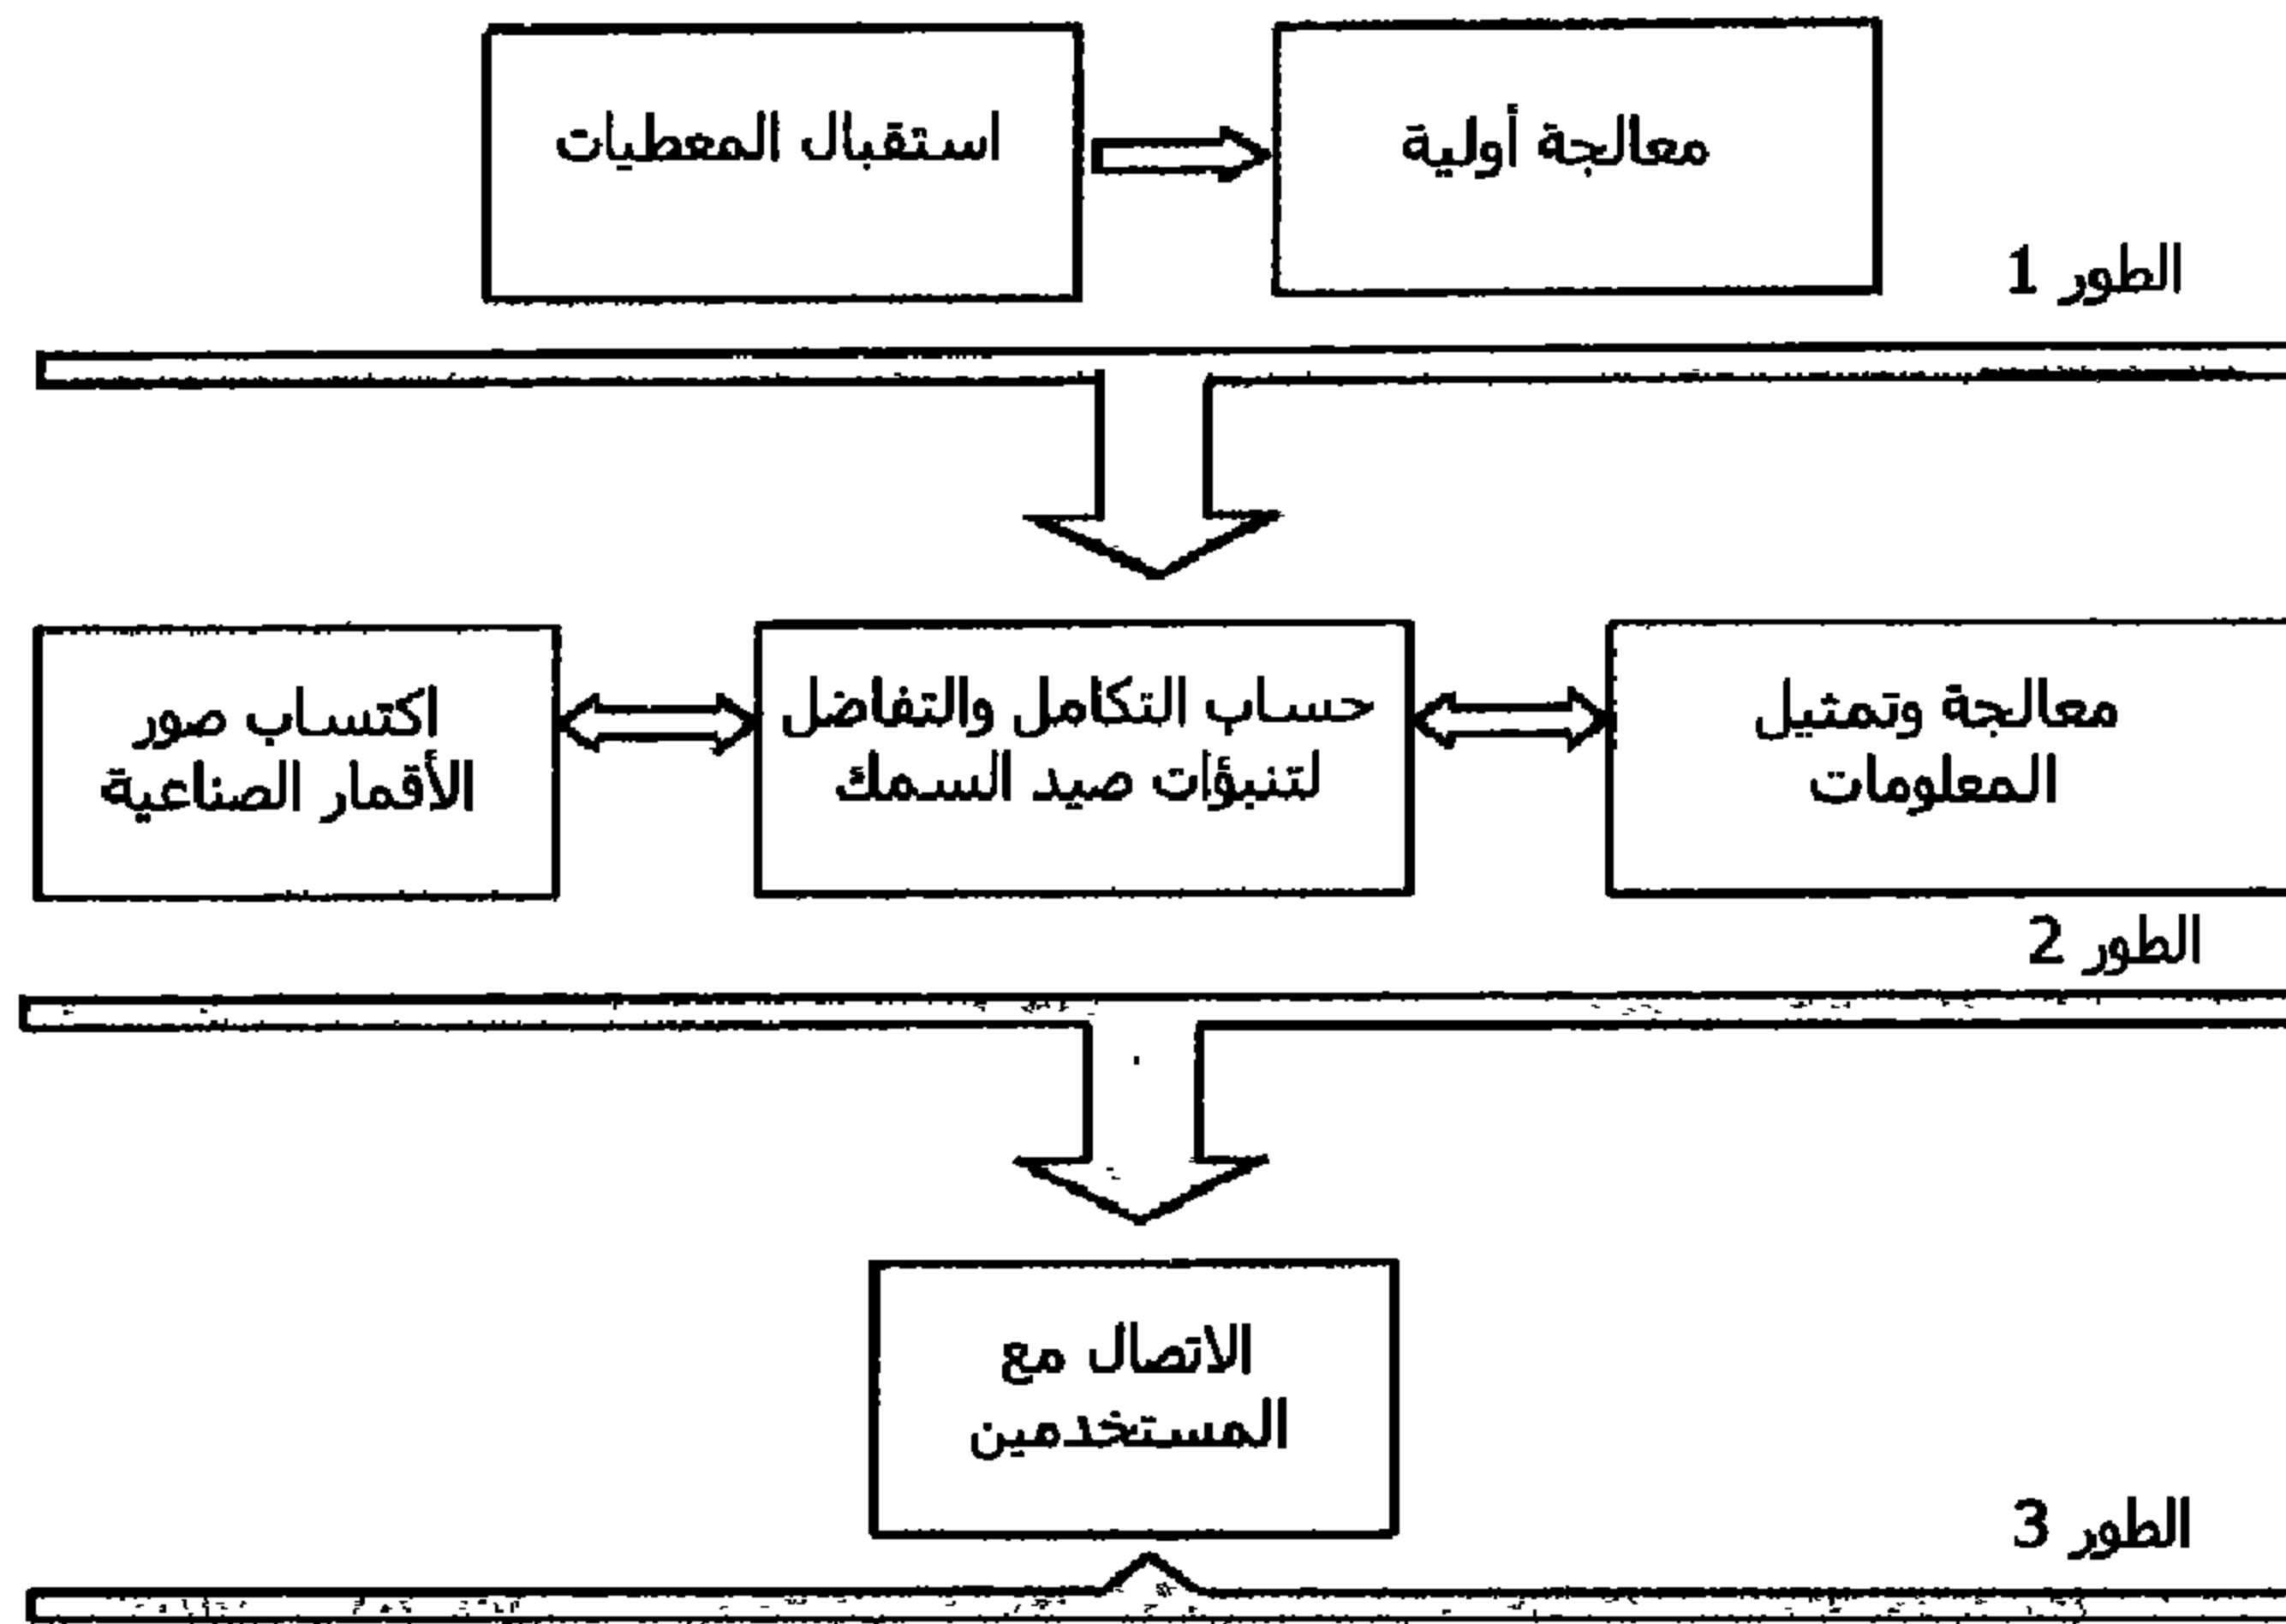 استقبال المعطيات
معالجة أولية
الطور 1
اكتساب صور
الأقمار الصناعية
حساب التكامل والتفاضل
لتنبؤات صيد السمك
معالجة وتمثيل
المعلومات
الطور 2
الاتصال مع
المستخدمين
الطور 3